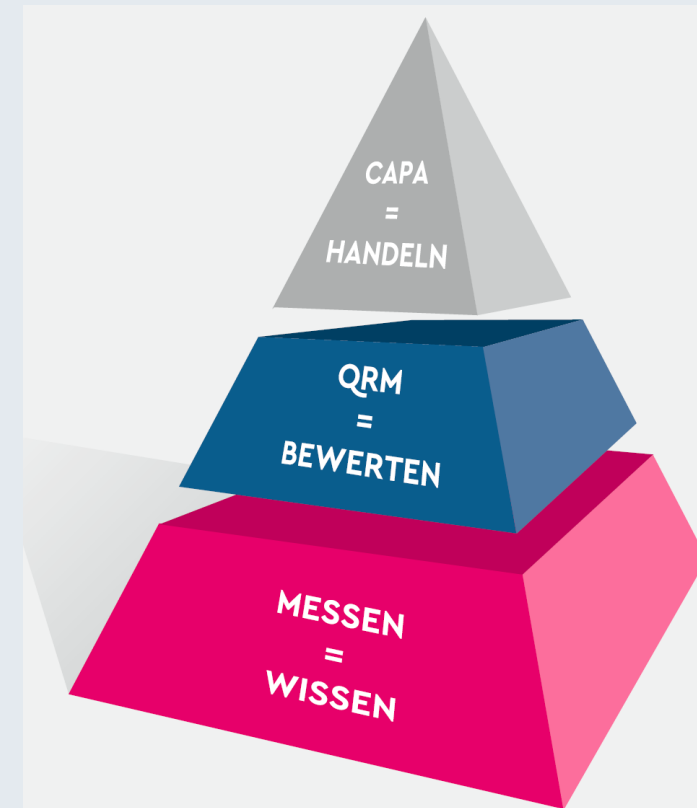 CAPA
=
HANDELN
QRM
=
BEWERTEN
MESSEN
=
WISSEN